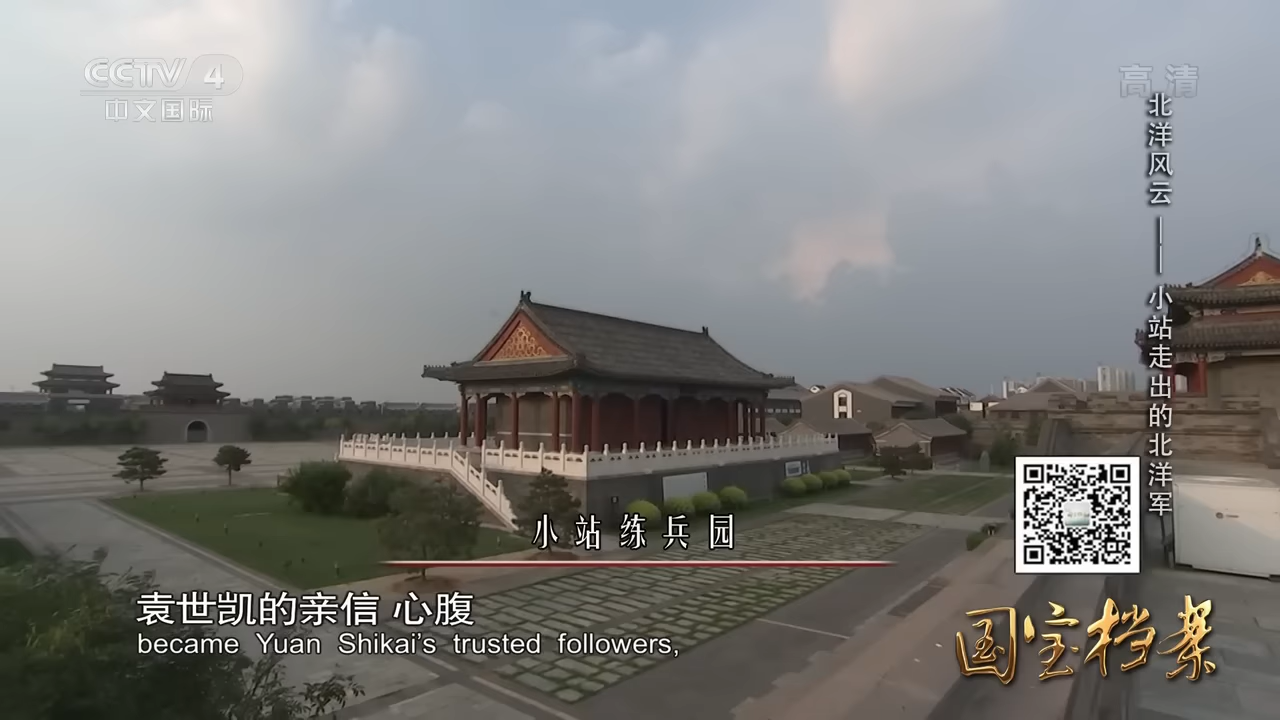 CCTV 4
中文国际
高清
北洋风云——小站走出的北洋军
小站练兵园
袁世凯的亲信 心腹
became Yuan Shikai's trusted followers,
国宝档案